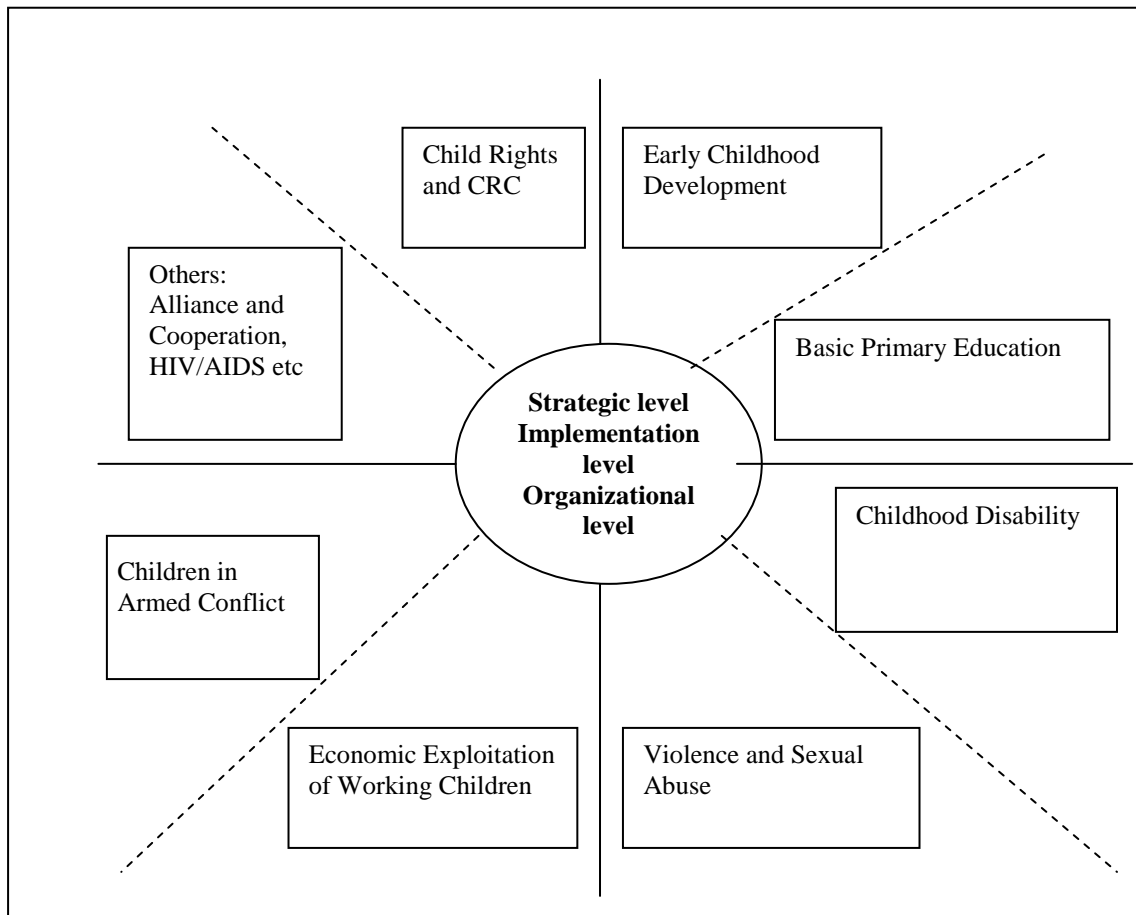 Child Rights
and CRC
Early Childhood
Development
Others:
Alliance and
Cooperation,
HIV/AIDS etc
Basic Primary Education
Strategic level
Implementation
level
Organizational
level
Childhood Disability
Children in
Armed Conflict
Economic Exploitation
of Working Children
Violence and Sexual
Abuse